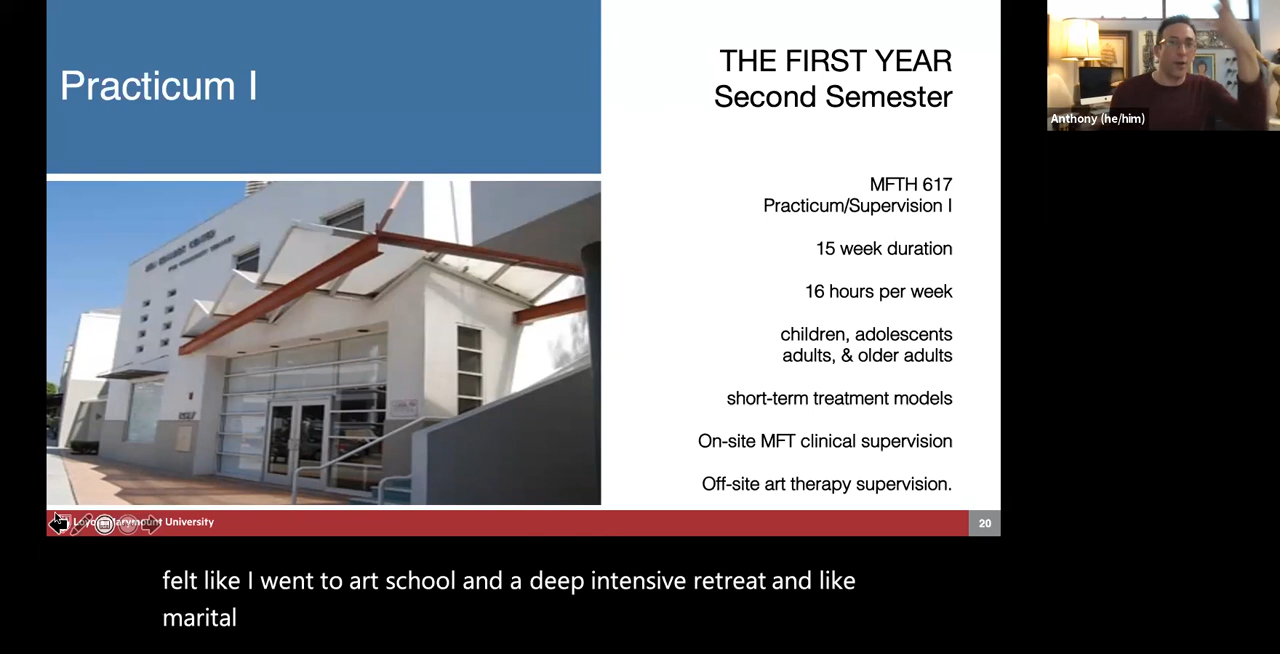 Practicum I
THE FIRST YEAR
Second Semester
MFTH 617
Practicum/Supervision I
15 week duration
16 hours per week
children, adolescents
adults, & older adults
short-term treatment models
On-site MFT clinical supervision
Off-site art therapy supervision.
Loyola Marymount University
20
Anthony (he/him)
felt like I went to art school and a deep intensive retreat and like
marital